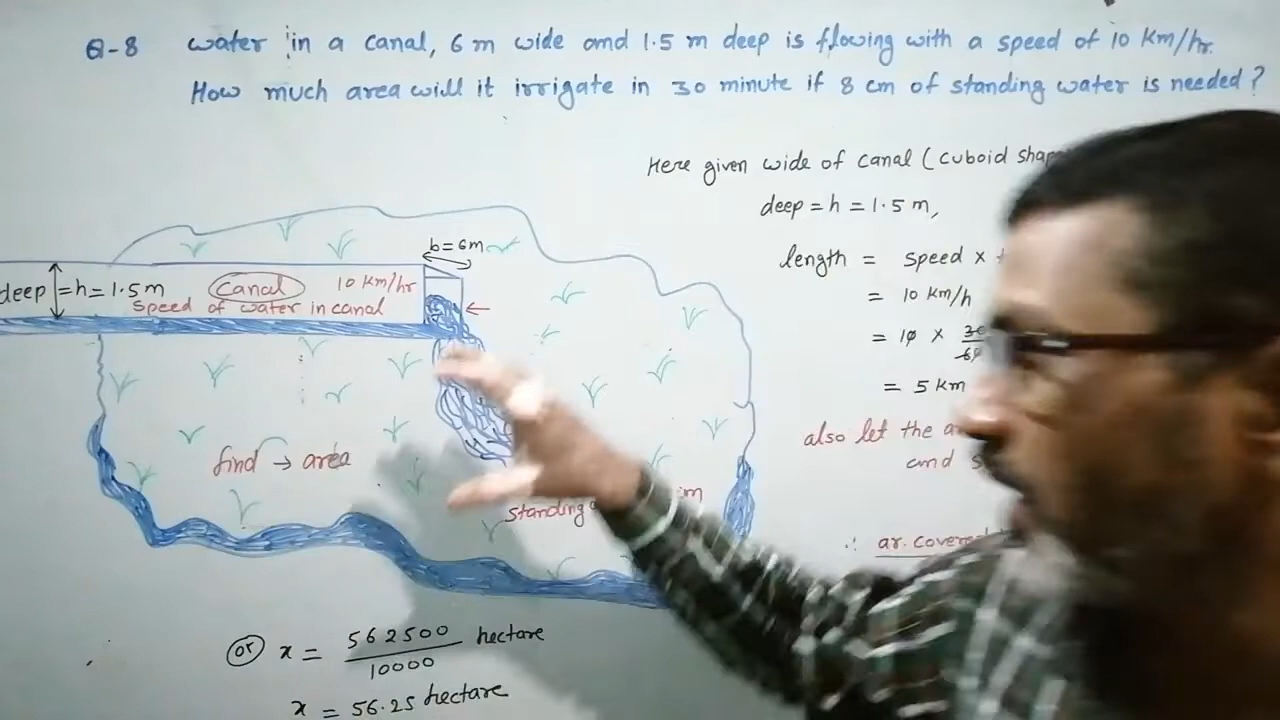 Q-8 water in a canal, 6 m wide and 1.5 m deep is flowing with a speed of 10 Km/hr.
How much area will it irrigate in 30 minute if 8 cm of standing water is needed?
Here given wide of canal (cuboid
deep = h = 1.5 m,
length = speed ×
= 10 Km/h
= 10 ×
= 5 Km
also let the
and
∴ ar.
b = 6m
deep = h = 1.5 m
Canal
10 Km/hr
Speed of water in canal
find → area
standing
or x = 562500 / 10000 hectare
x = 56.25 hectare